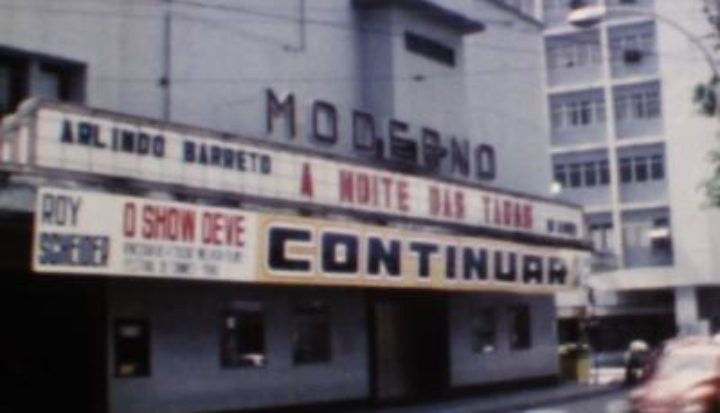 MODERNO
ARLINDO BARRETO A NOITE DAS TARAS
ROY SCHEIDER
O SHOW DEVE
CONTINUAR